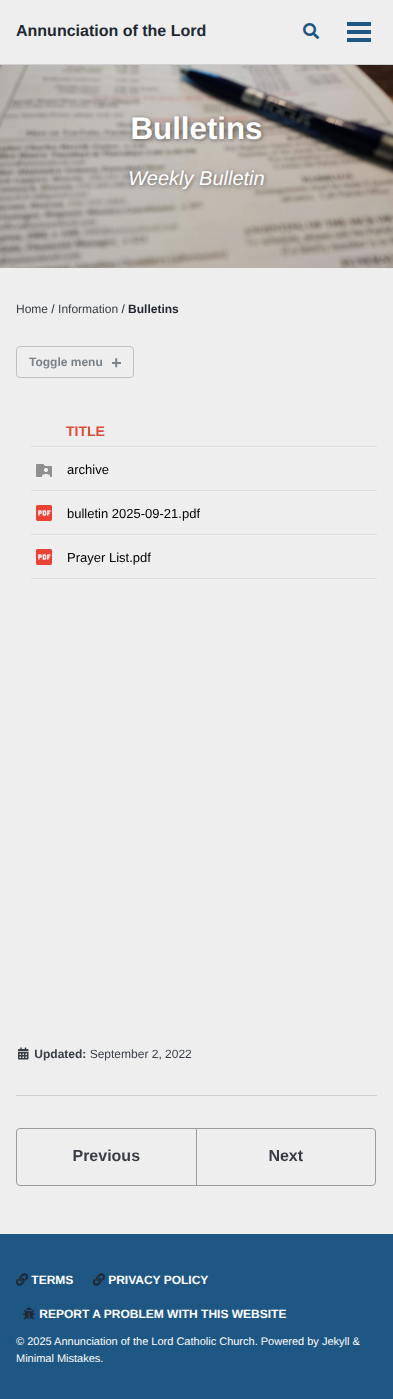 Annunciation of the Lord
Bulletins
Weekly Bulletin
Home / Information / Bulletins
Toggle menu +
TITLE
archive
PDF bulletin 2025-09-21.pdf
PDF Prayer List.pdf
Updated: September 2, 2022
Previous Next
TERMS PRIVACY POLICY
REPORT A PROBLEM WITH THIS WEBSITE
© 2025 Annunciation of the Lord Catholic Church. Powered by Jekyll &
Minimal Mistakes.